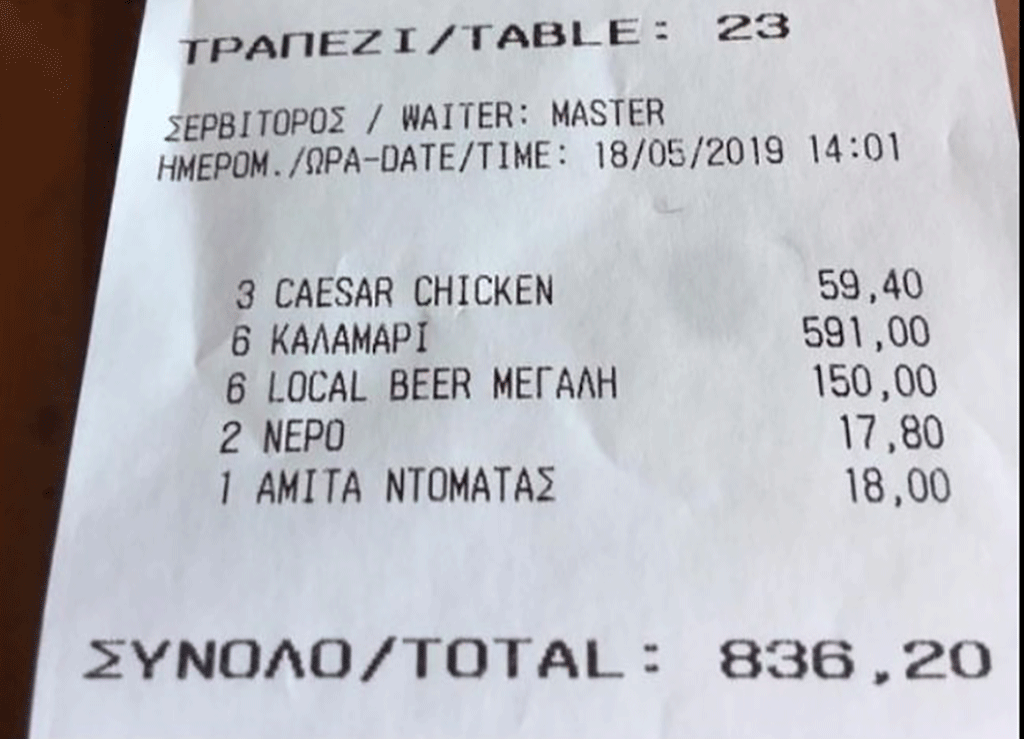 ΤΡΑΠΕΖΙ/TABLE: 23
ΣΕΡΒΙΤΟΡΟΣ / WAITER: MASTER
ΗΜΕΡΟΜ./ΩΡΑ-DATE/TIME: 18/05/2019 14:01
3 CAESAR CHICKEN 59,40
6 ΚΑΛΑΜΑΡΙ 591,00
6 LOCAL BEER ΜΕΓΑΛΗ 150,00
2 ΝΕΡΟ 17,80
1 ΑΜΙΤΑ ΝΤΟΜΑΤΑΣ 18,00
ΣΥΝΟΛΟ/TOTAL: 836,20